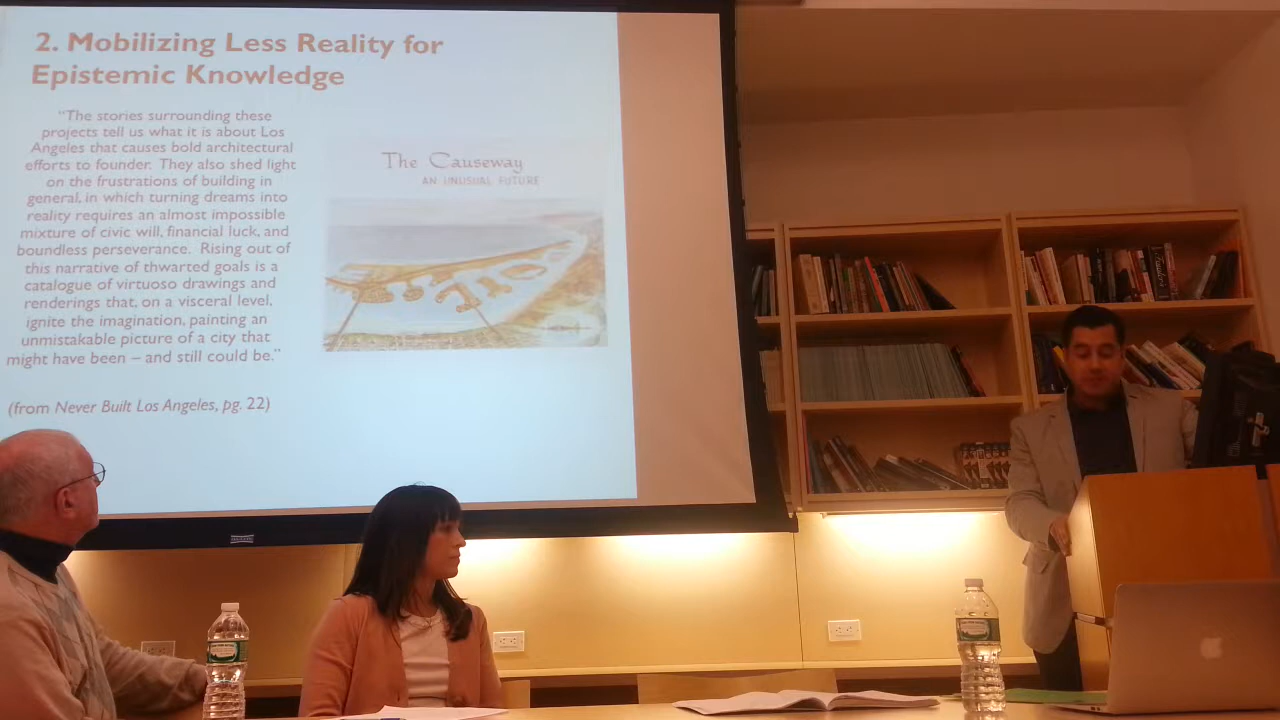 2. Mobilizing Less Reality for
Epistemic Knowledge
"The stories surrounding these
projects tell us what it is about Los
Angeles that causes bold architectural
efforts to founder. They also shed light
on the frustrations of building in
general, in which turning dreams into
reality requires an almost impossible
mixture of civic will, financial luck, and
boundless perseverance. Rising out of
this narrative of thwarted goals is a
catalogue of virtuoso drawings and
renderings that, on a visceral level,
ignite the imagination, painting an
unmistakable picture of a city that
might have been – and still could be."
(from Never Built Los Angeles, pg. 22)
The Causeway
AN UNUSUAL FUTURE